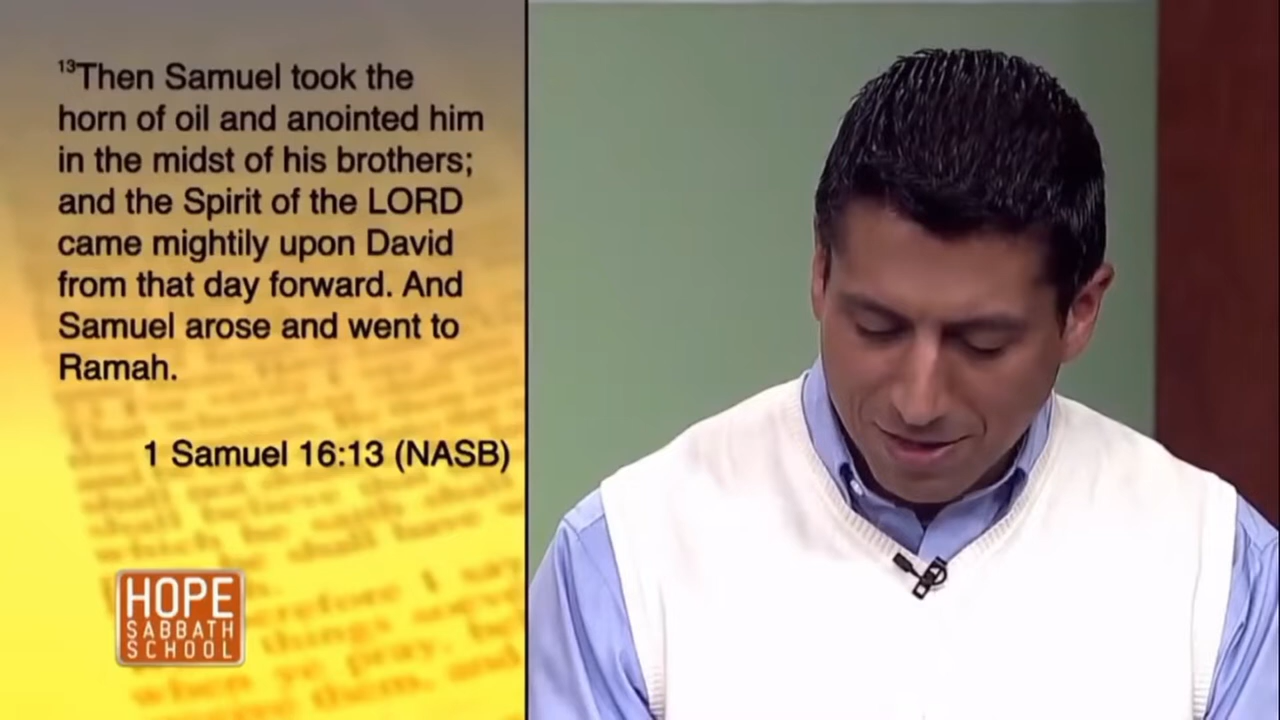 ¹³Then Samuel took the
horn of oil and anointed him
in the midst of his brothers;
and the Spirit of the LORD
came mightily upon David
from that day forward. And
Samuel arose and went to
Ramah.
1 Samuel 16:13 (NASB)
HOPE
SABBATH
SCHOOL